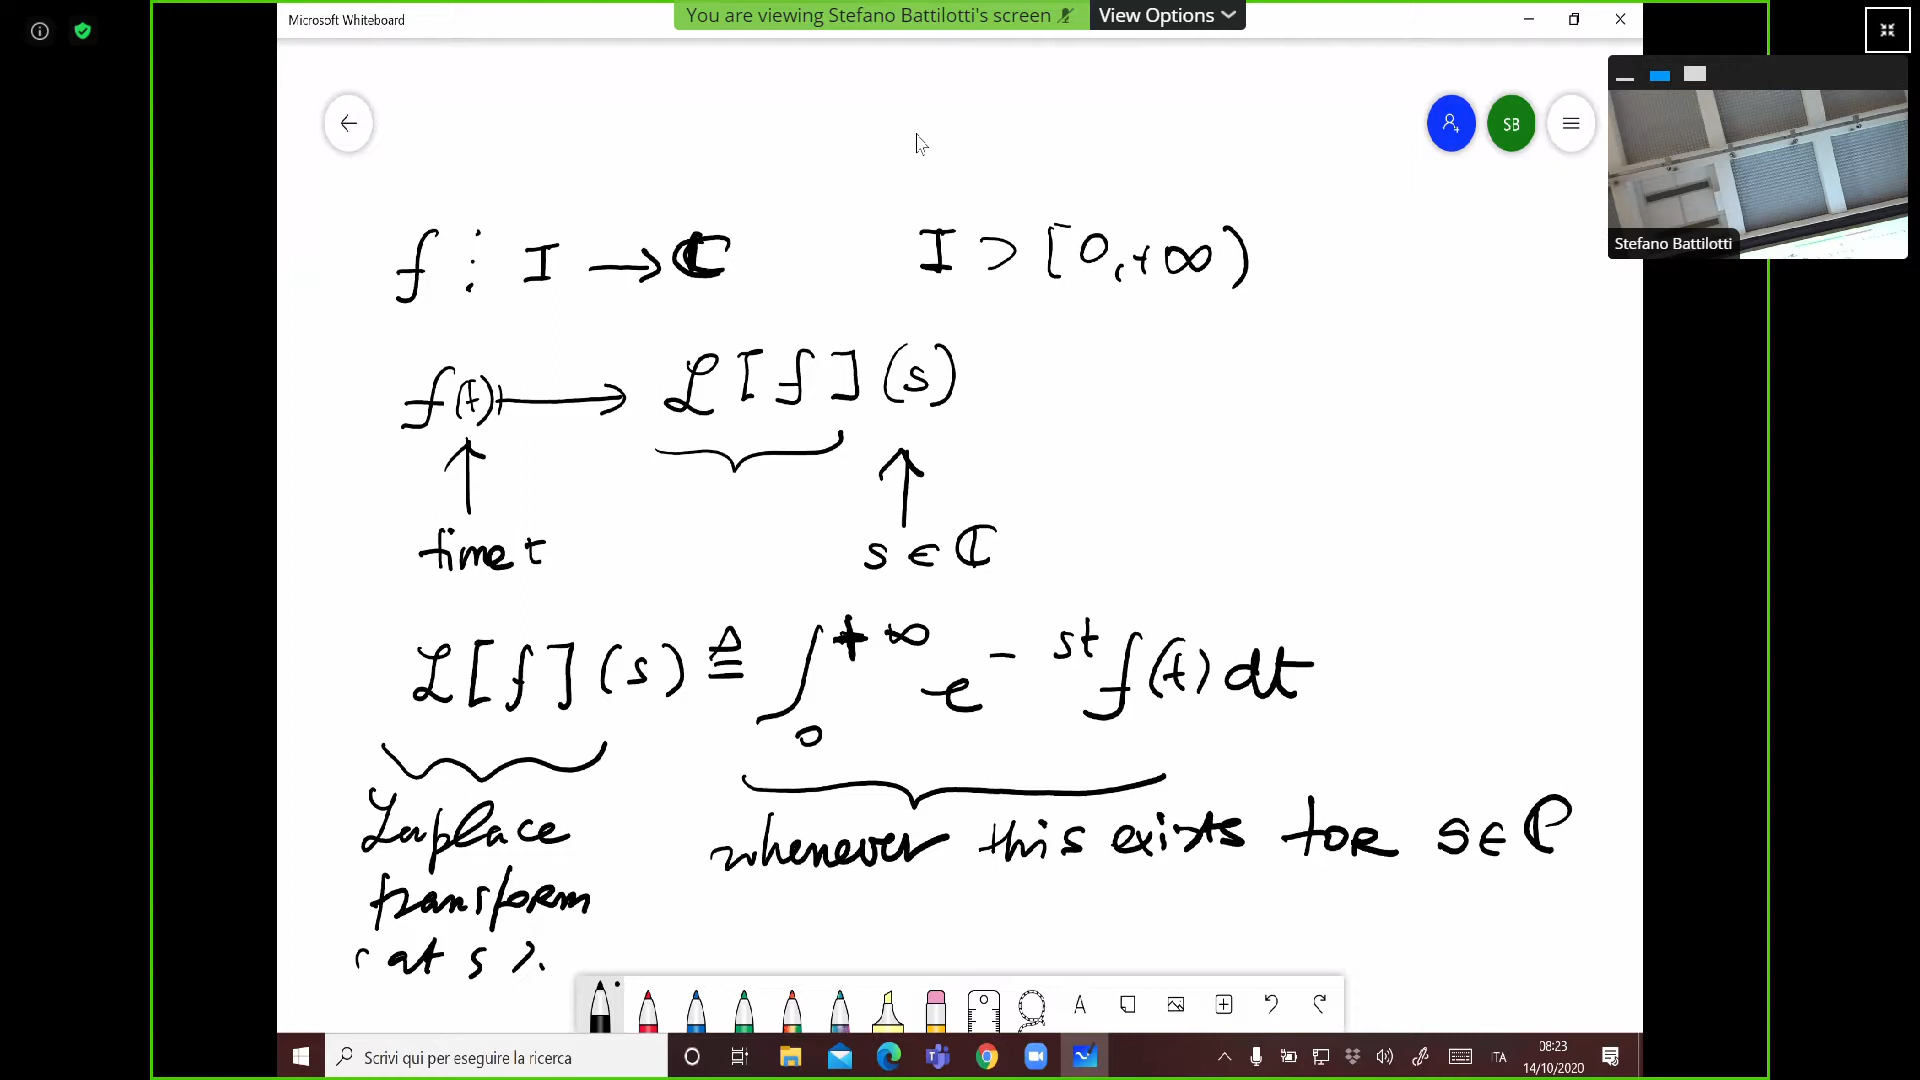 Microsoft Whiteboard
You are viewing Stefano Battilotti's screen
View Options
SB
Stefano Battilotti
f : I → ℂ I ⊃ [0,+∞)
f(t) → ℒ[f](s)
time t
s ∈ ℂ
ℒ[f](s) ≜ ∫₀^{+∞} e^{-st} f(t) dt
Laplace
transform
(at s).
whenever this exists for s ∈ ℂ
A
Scrivi qui per eseguire la ricerca
ITA
08:23
14/10/2020